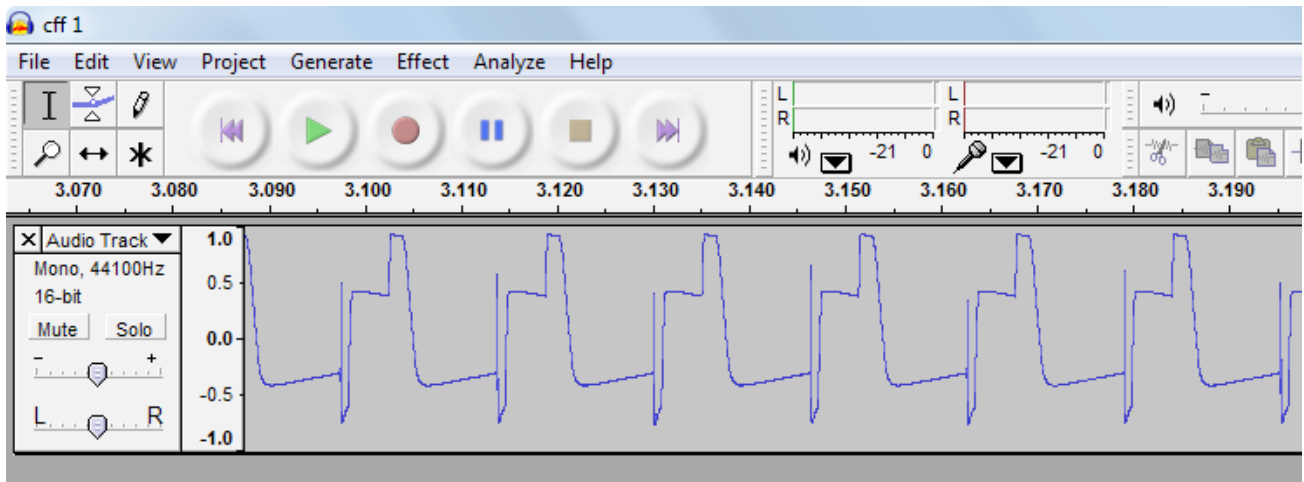 cff 1
File Edit View Project Generate Effect Analyze Help
L L
R R
-21 0 -21 0
3.070 3.080 3.090 3.100 3.110 3.120 3.130 3.140 3.150 3.160 3.170 3.180 3.190
Audio Track
Mono, 44100Hz
16-bit
Mute Solo
- +
L R
1.0
0.5
0.0
-0.5
-1.0